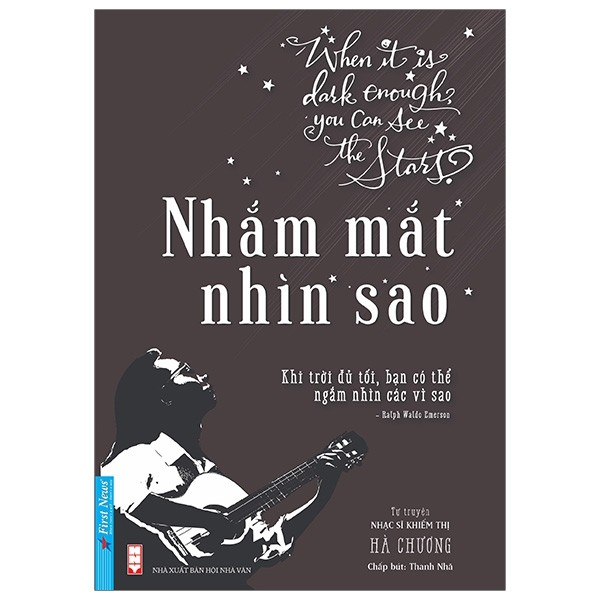 When it is
dark enough,
you can see
the Stars.
Nhắm mắt
nhìn sao
Khi trời đủ tối, bạn có thể
ngắm nhìn các vì sao
– Ralph Waldo Emerson
Tự truyện
NHẠC SĨ KHIẾM THỊ
HÀ CHƯƠNG
Chấp bút: Thanh Nhã
First News
NHÀ XUẤT BẢN HỘI NHÀ VĂN